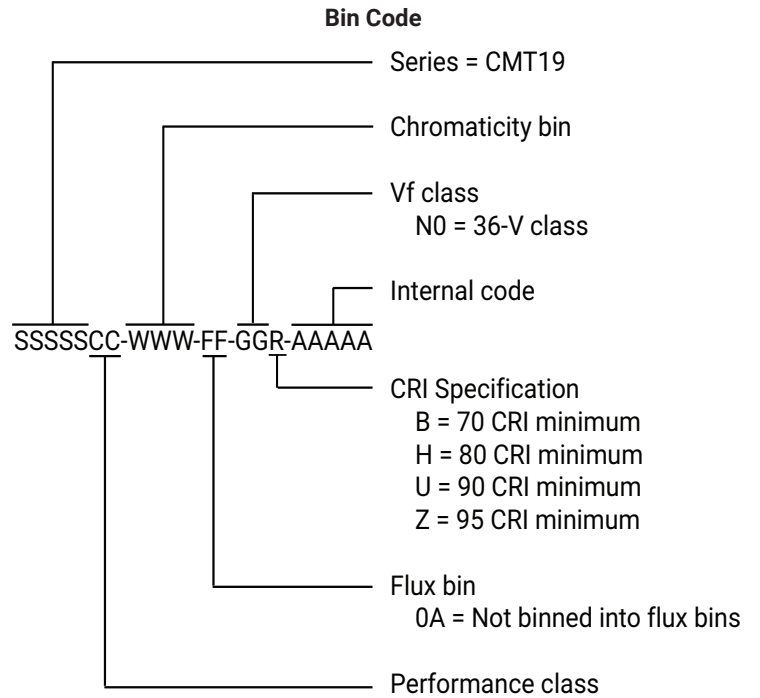 Bin Code
Series = CMT19
Chromaticity bin
Vf class
N0 = 36-V class
Internal code
SSSSSCC-WWW-FF-GGR-AAAAA
CRI Specification
B = 70 CRI minimum
H = 80 CRI minimum
U = 90 CRI minimum
Z = 95 CRI minimum
Flux bin
0A = Not binned into flux bins
Performance class